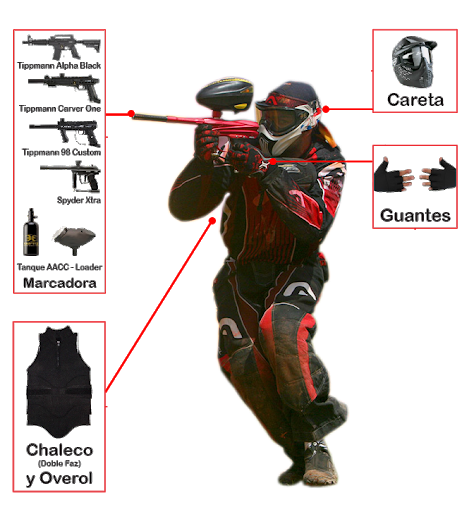 Tippmann Alpha Black
Tippmann Carver One
Tippmann 98 Custom
Spyder Xtra
Tanque AACC - Loader
Marcadora
Careta
Guantes
Chaleco
(Doble Faz)
y Overol